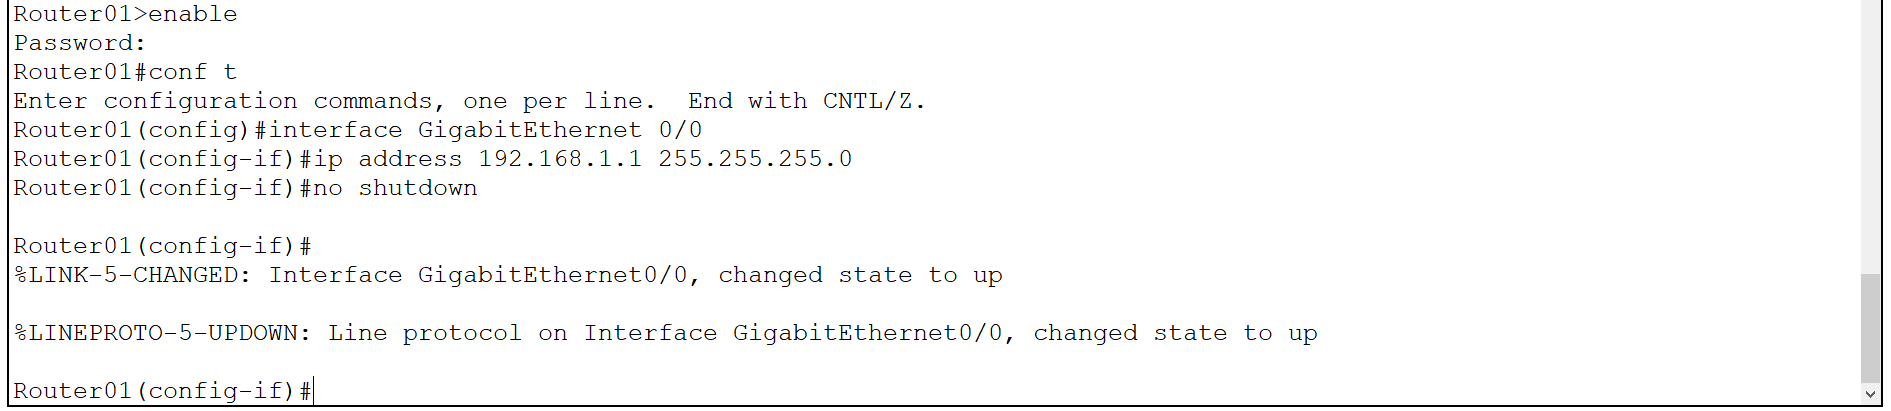 Router01>enable
Password:
Router01#conf t
Enter configuration commands, one per line.  End with CNTL/Z.
Router01(config)#interface GigabitEthernet 0/0
Router01(config-if)#ip address 192.168.1.1 255.255.255.0
Router01(config-if)#no shutdown
Router01(config-if)#
%LINK-5-CHANGED: Interface GigabitEthernet0/0, changed state to up
%LINEPROTO-5-UPDOWN: Line protocol on Interface GigabitEthernet0/0, changed state to up
Router01(config-if)#